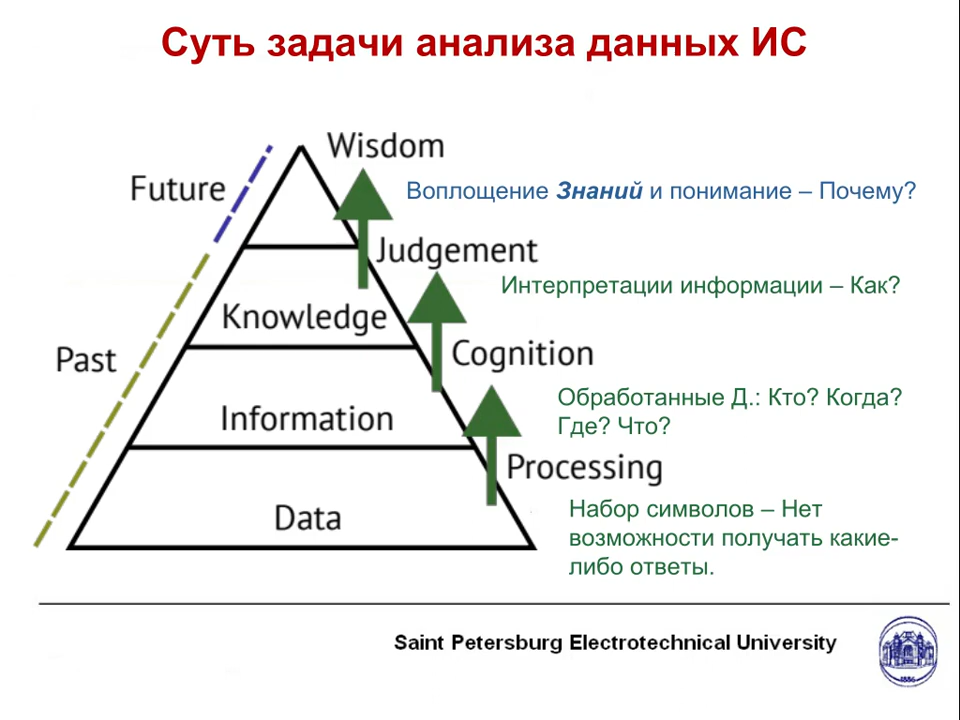 Суть задачи анализа данных ИС
Wisdom
Future
Воплощение Знаний и понимание – Почему?
Judgement
Интерпретации информации – Как?
Knowledge
Past
Cognition
Обработанные Д.: Кто? Когда?
Где? Что?
Information
Processing
Data
Набор символов – Нет
возможности получать какие-
либо ответы.
Saint Petersburg Electrotechnical University
1886